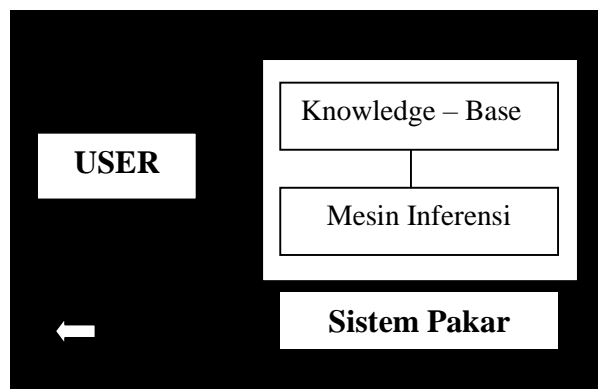 USER
Knowledge – Base
Mesin Inferensi
Sistem Pakar